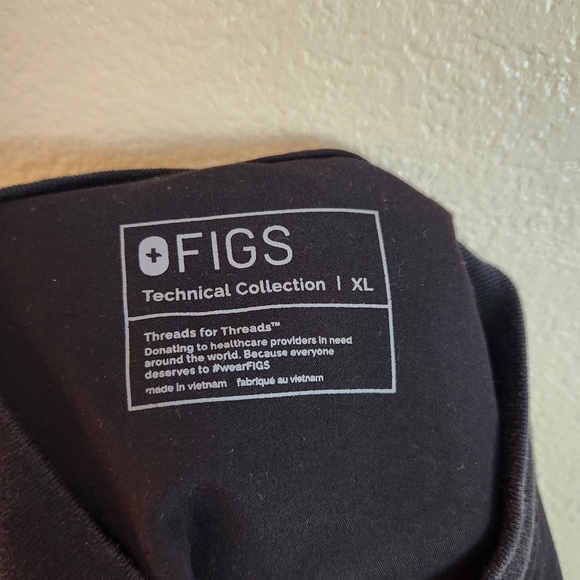 FIGS
Technical Collection | XL
Threads for Threads™
Donating to healthcare providers in need
around the world. Because everyone
deserves to #wearFIGS
made in vietnam fabriqué au vietnam